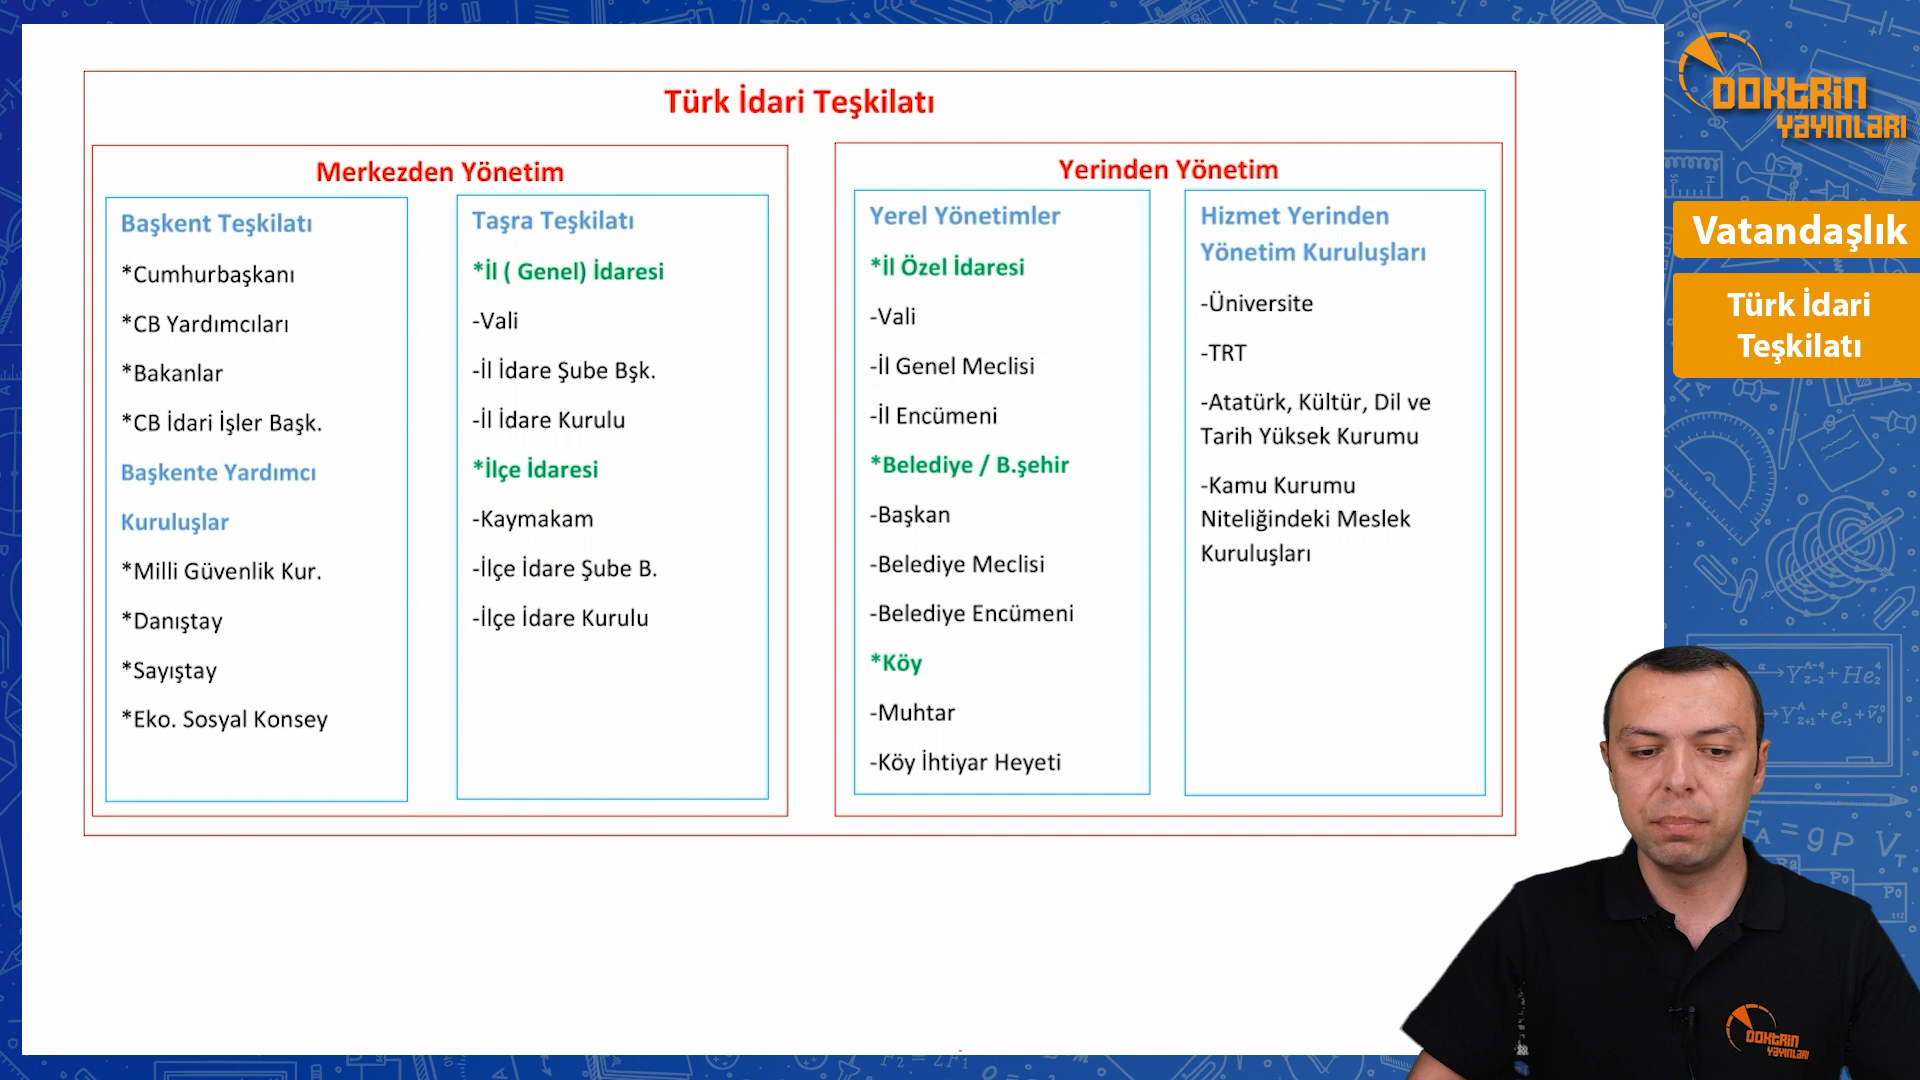 Türk İdari Teşkilatı
Merkezden Yönetim
Başkent Teşkilatı
*Cumhurbaşkanı
*CB Yardımcıları
*Bakanlar
*CB İdari İşler Başk.
Başkente Yardımcı
Kuruluşlar
*Milli Güvenlik Kur.
*Danıştay
*Sayıştay
*Eko. Sosyal Konsey
Taşra Teşkilatı
*İl ( Genel) İdaresi
-Vali
-İl İdare Şube Bşk.
-İl İdare Kurulu
*İlçe İdaresi
-Kaymakam
-İlçe İdare Şube B.
-İlçe İdare Kurulu
Yerinden Yönetim
Yerel Yönetimler
*İl Özel İdaresi
-Vali
-İl Genel Meclisi
-İl Encümeni
*Belediye / B.şehir
-Başkan
-Belediye Meclisi
-Belediye Encümeni
*Köy
-Muhtar
-Köy İhtiyar Heyeti
Hizmet Yerinden
Yönetim Kuruluşları
-Üniversite
-TRT
-Atatürk, Kültür, Dil ve
Tarih Yüksek Kurumu
-Kamu Kurumu
Niteliğindeki Meslek
Kuruluşları
DOKTRİN
YAYINLARI
Vatandaşlık
Türk İdari
Teşkilatı
DOKTRİN
YAYINLARI